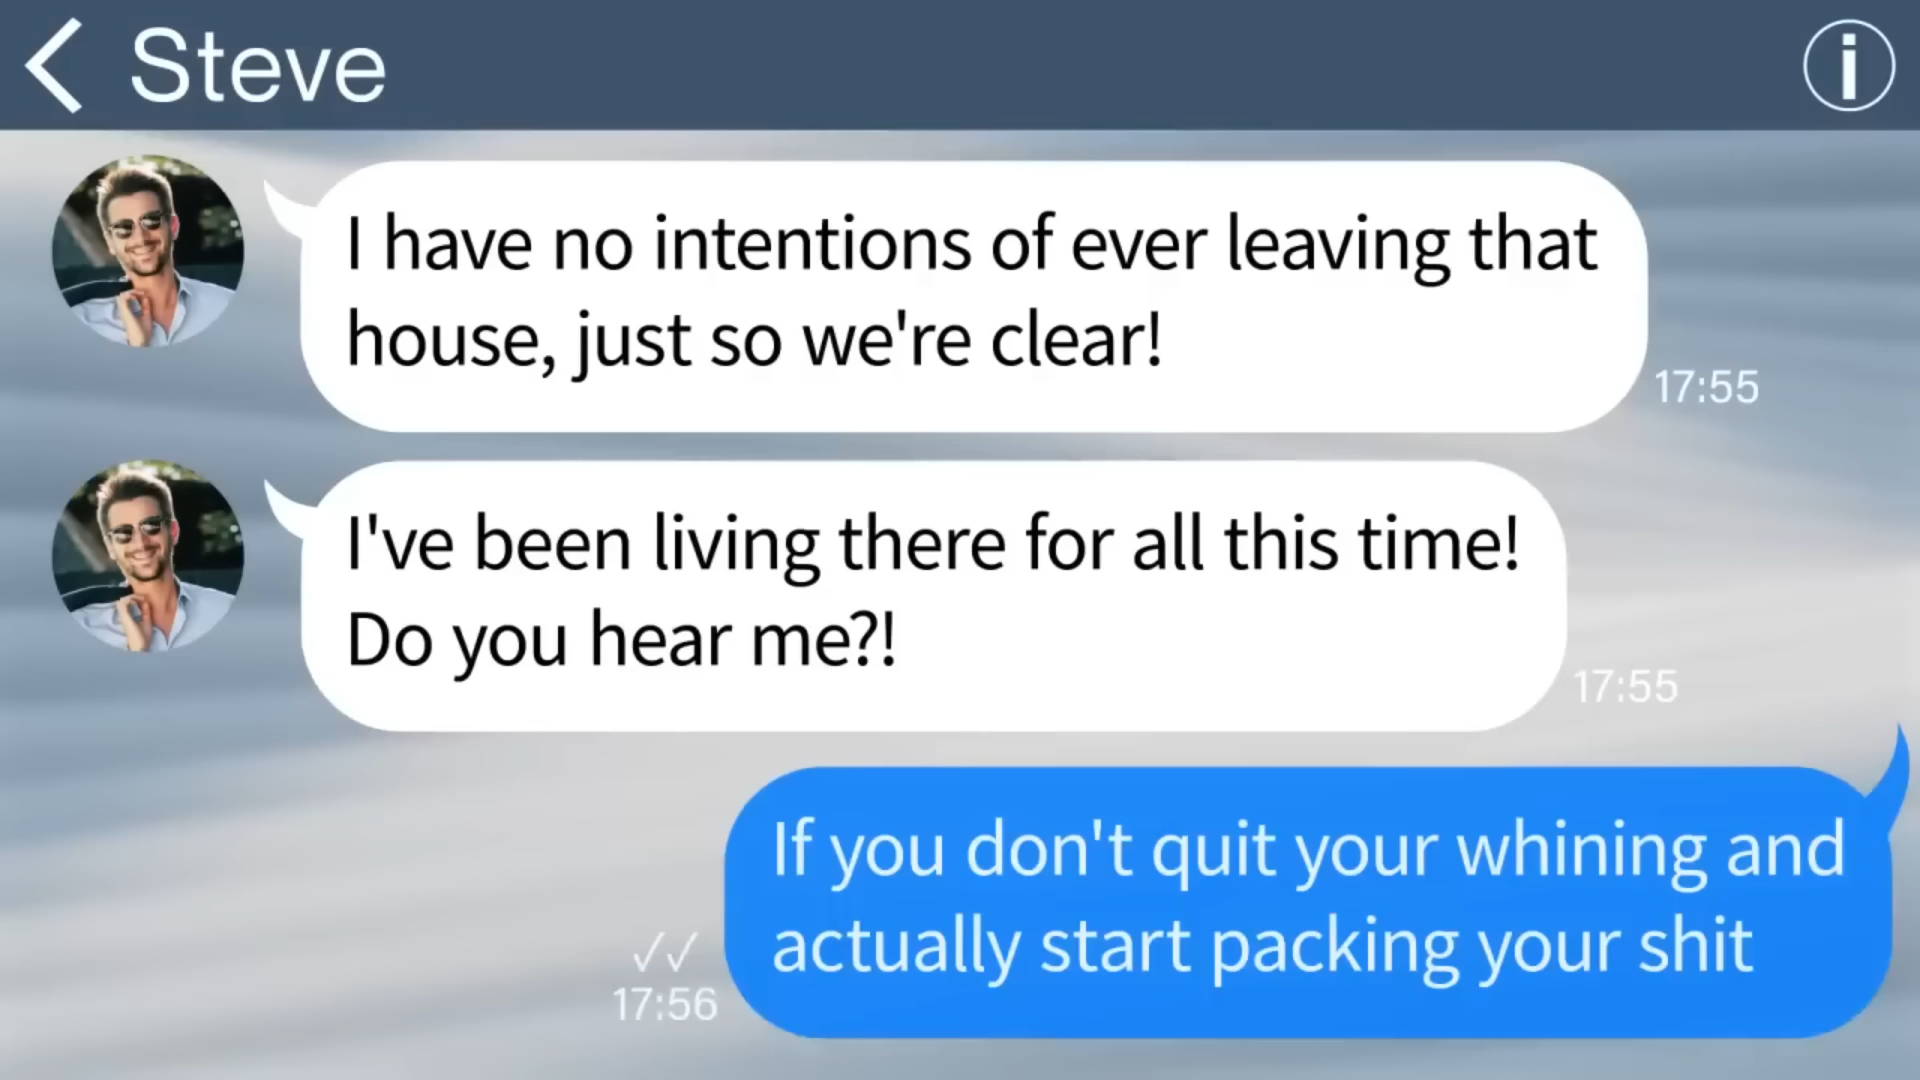 Steve
I have no intentions of ever leaving that
house, just so we're clear!
17:55
I've been living there for all this time!
Do you hear me?!
17:55
If you don't quit your whining and
actually start packing your shit
17:56